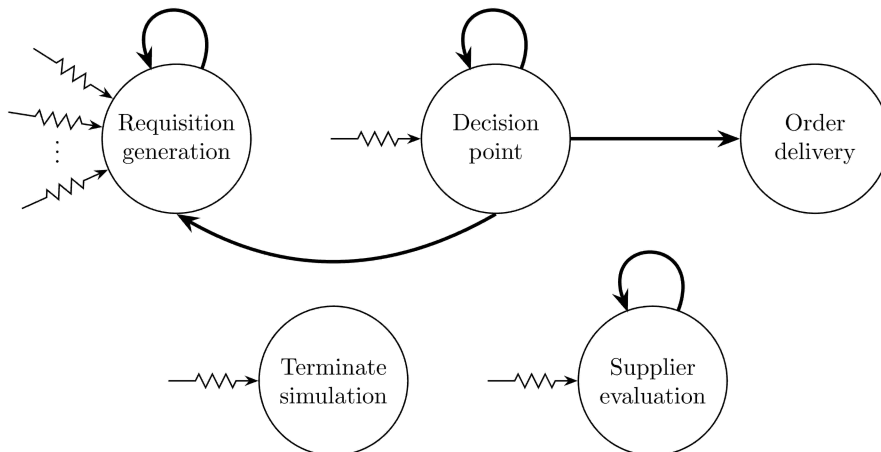 Requisition
generation
Decision
point
Order
delivery
Terminate
simulation
Supplier
evaluation